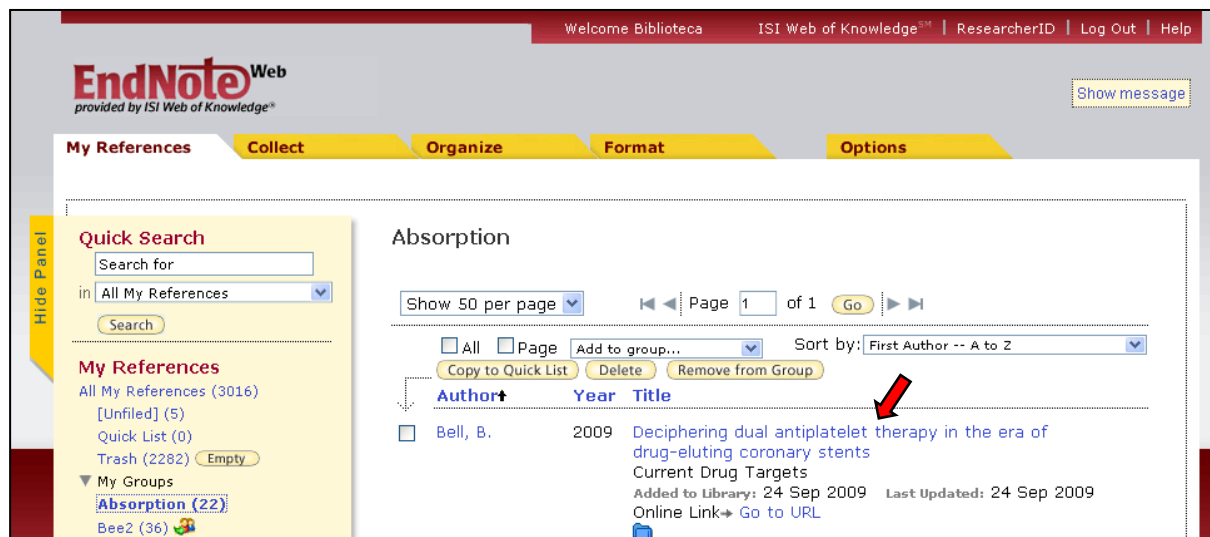 Welcome Biblioteca ISI Web of Knowledge℠ | ResearcherID | Log Out | Help
EndNote Web
provided by ISI Web of Knowledge®
Show message
My References Collect Organize Format Options
Hide Panel
Quick Search
Search for
in All My References
Search
My References
All My References (3016)
[Unfiled] (5)
Quick List (0)
Trash (2282) Empty
My Groups
Absorption (22)
Bee2 (36)
Absorption
Show 50 per page Page 1 of 1 Go
All Page Add to group... Sort by: First Author -- A to Z
Copy to Quick List Delete Remove from Group
Author Year Title
Bell, B. 2009 Deciphering dual antiplatelet therapy in the era of
drug-eluting coronary stents
Current Drug Targets
Added to Library: 24 Sep 2009 Last Updated: 24 Sep 2009
Online Link→ Go to URL